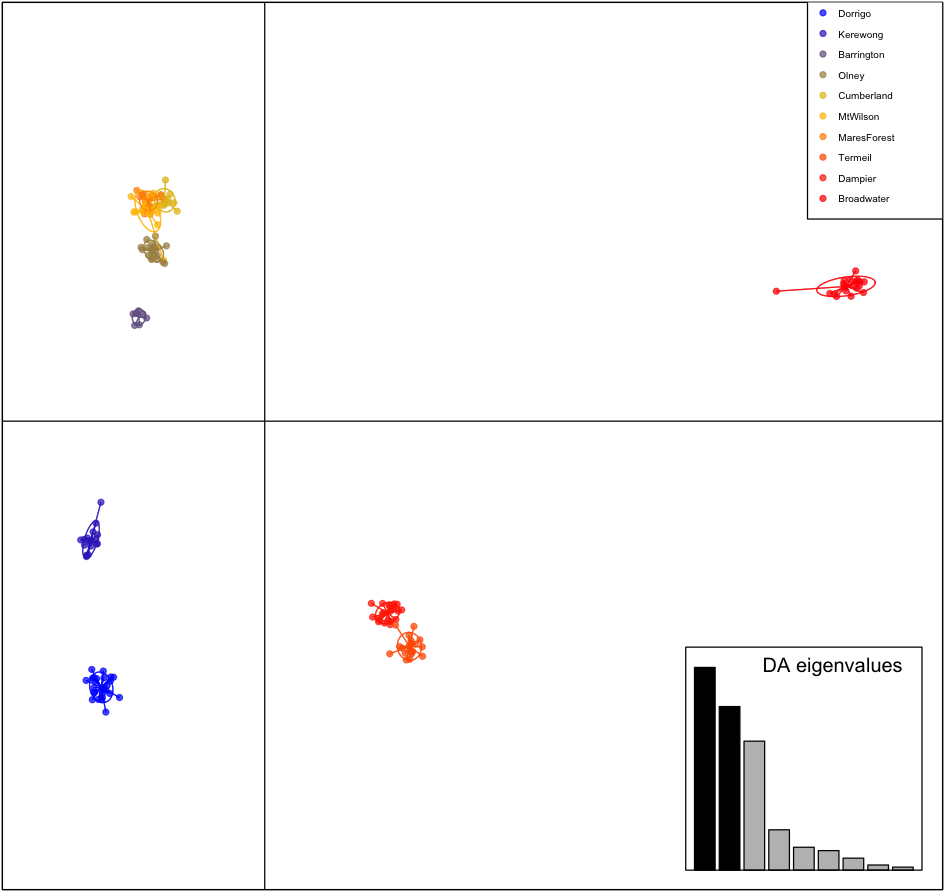 Dorrigo
Kerewong
Barrington
Olney
Cumberland
MtWilson
MaresForest
Termeil
Dampier
Broadwater
DA eigenvalues